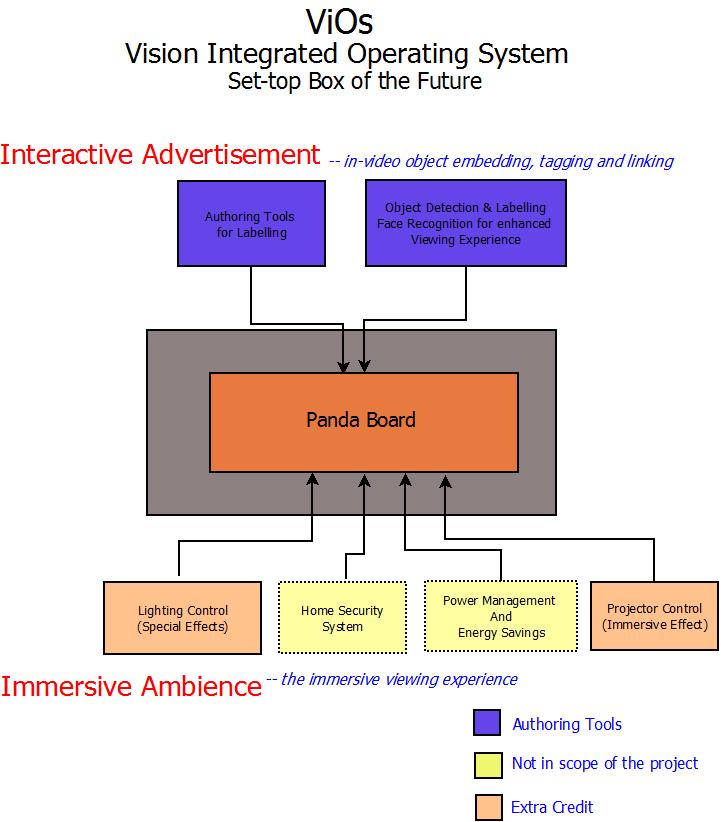 ViOs
Vision Integrated Operating System
Set-top Box of the Future
Interactive Advertisement -- in-video object embedding, tagging and linking
Authoring Tools
for Labelling
Object Detection & Labelling
Face Recognition for enhanced
Viewing Experience
Panda Board
Lighting Control
(Special Effects)
Home Security
System
Power Management
And
Energy Savings
Projector Control
(Immersive Effect)
Immersive Ambience -- the immersive viewing experience
Authoring Tools
Not in scope of the project
Extra Credit